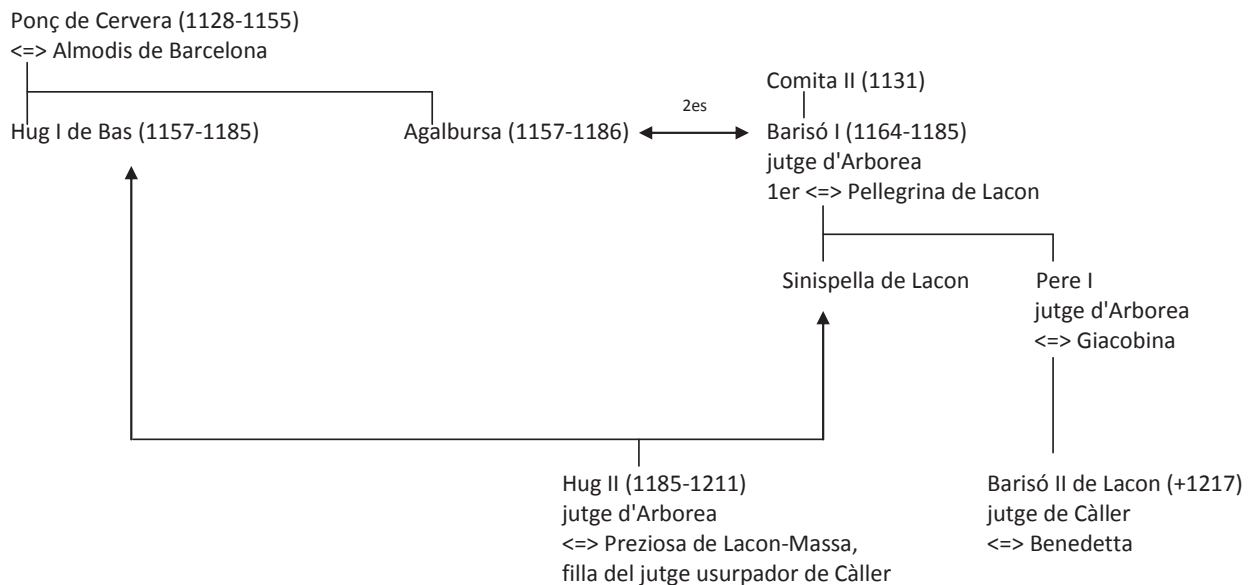 Ponç de Cervera (1128-1155)
<=> Almodis de Barcelona
Comita II (1131)
2es
Hug I de Bas (1157-1185)
Agalbursa (1157-1186)
Barisó I (1164-1185)
jutge d'Arborea
1er <=> Pellegrina de Lacon
Sinispella de Lacon
Pere I
jutge d'Arborea
<=> Giacobina
Hug II (1185-1211)
jutge d'Arborea
<=> Preziosa de Lacon-Massa,
filla del jutge usurpador de Càller
Barisó II de Lacon (+1217)
jutge de Càller
<=> Benedetta